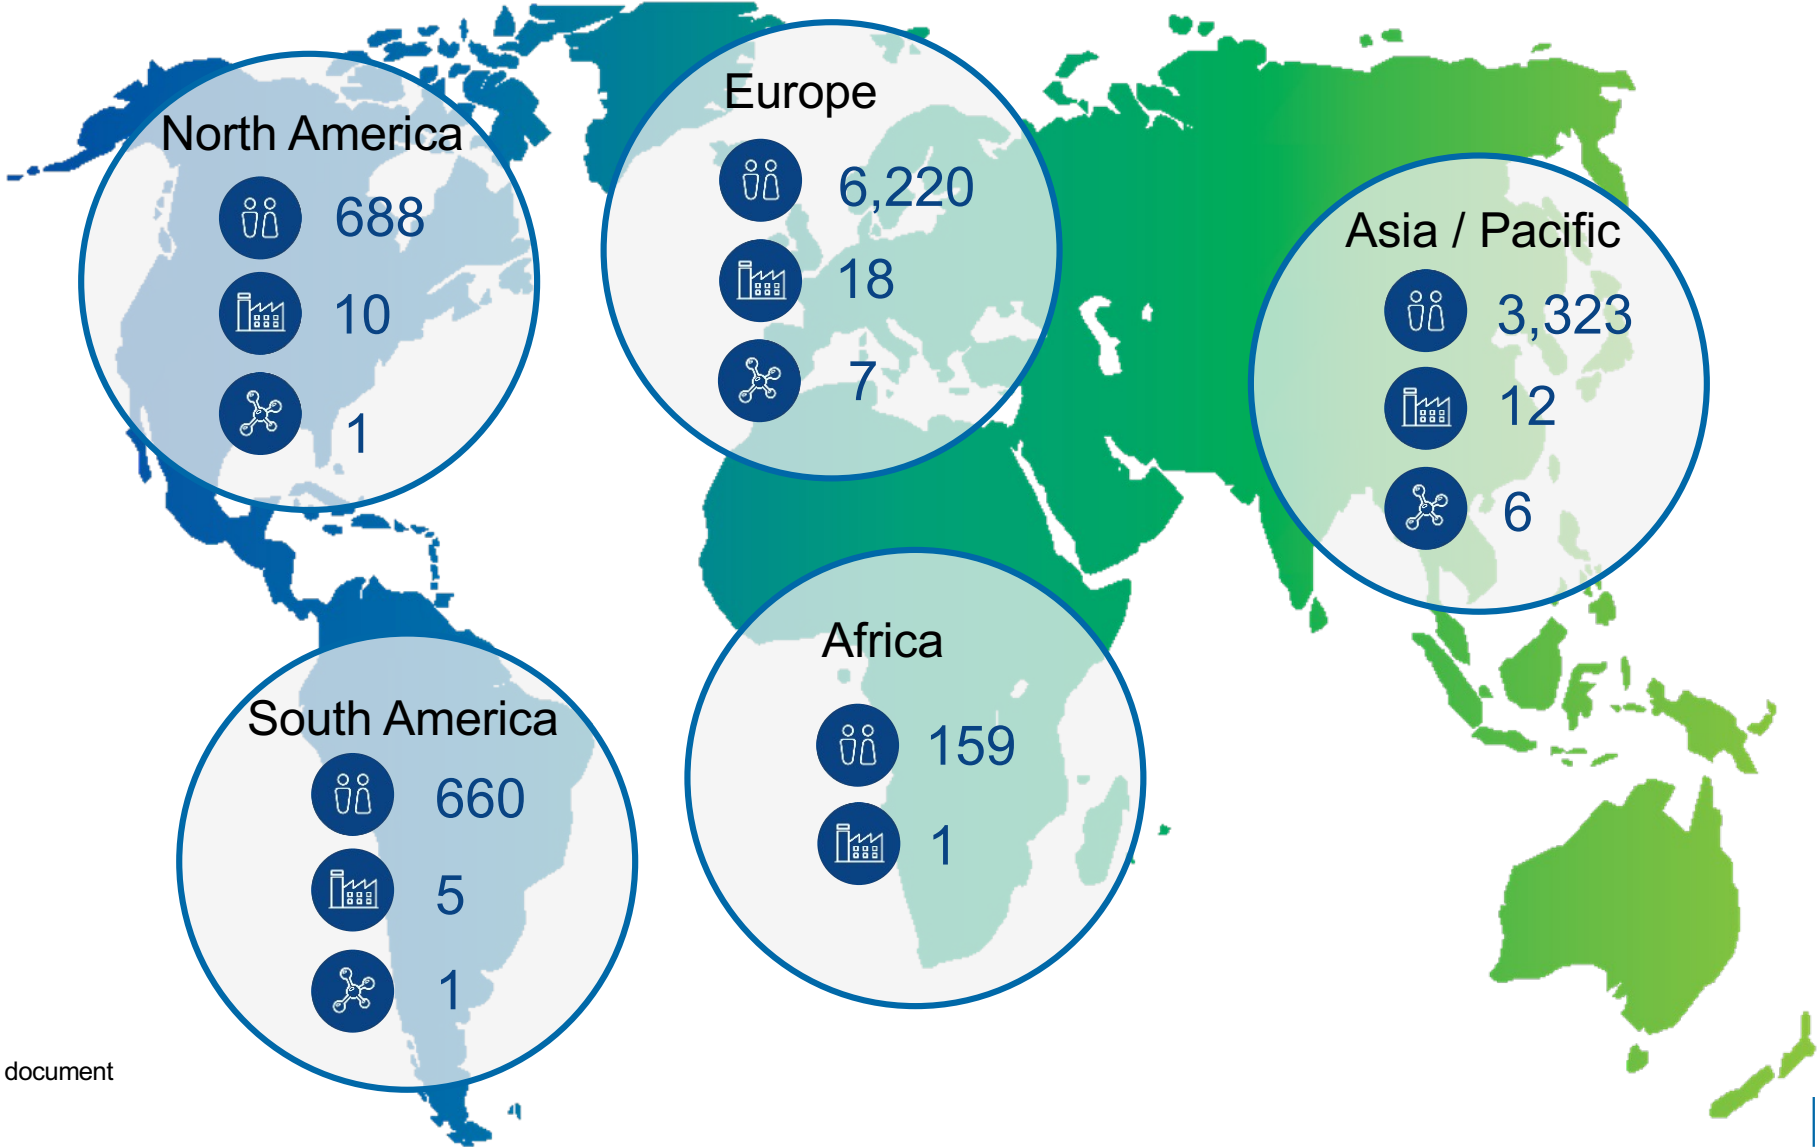 North America
688
10
1
Europe
6,220
18
7
Asia / Pacific
3,323
12
6
South America
660
5
1
Africa
159
1
document